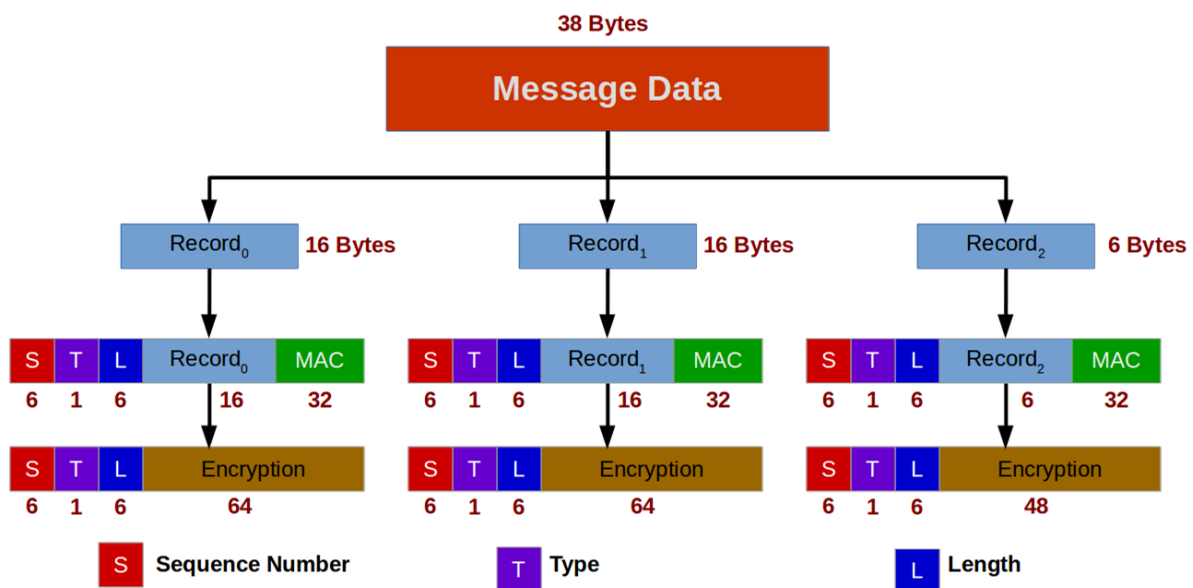 38 Bytes
Message Data
Record0 16 Bytes Record1 16 Bytes Record2 6 Bytes
S T L Record0 MAC S T L Record1 MAC S T L Record2 MAC
6 1 6 16 32 6 1 6 16 32 6 1 6 6 32
S T L Encryption S T L Encryption S T L Encryption
6 1 6 64 6 1 6 64 6 1 6 48
S Sequence Number T Type L Length